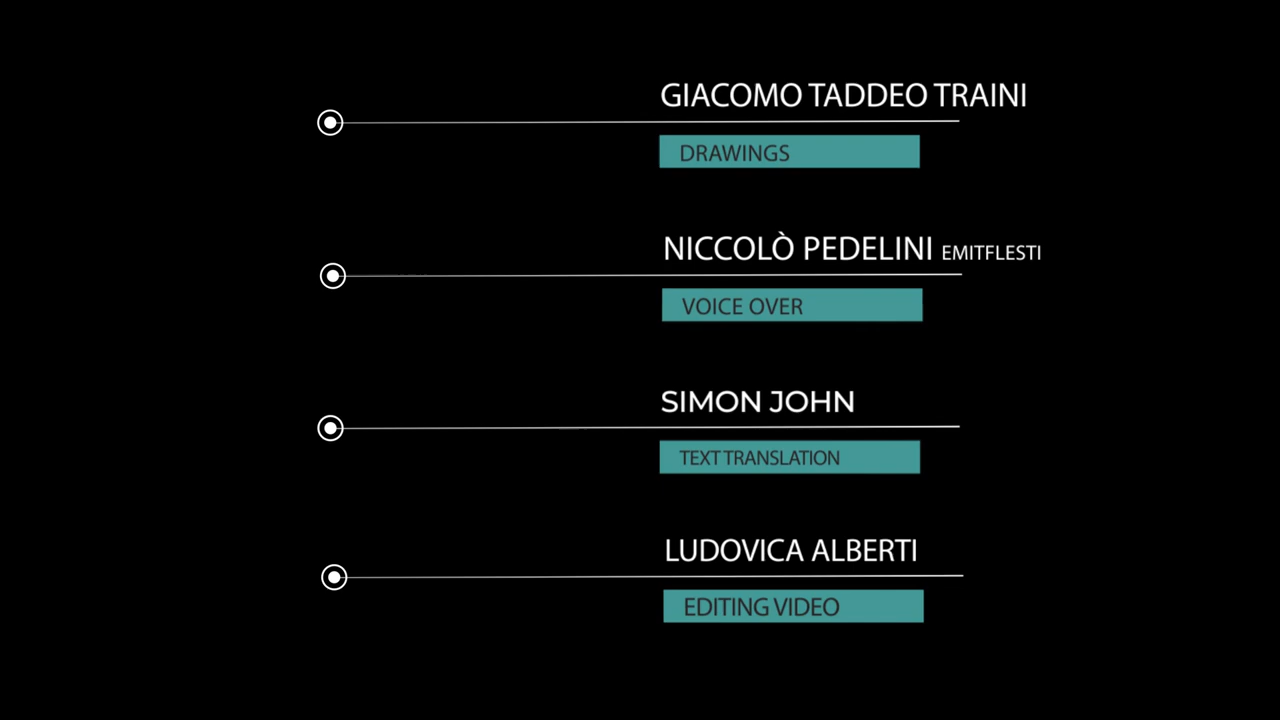 GIACOMO TADDEO TRAINI
DRAWINGS
NICCOLÒ PEDELINI EMITFLESTI
VOICE OVER
SIMON JOHN
TEXT TRANSLATION
LUDOVICA ALBERTI
EDITING VIDEO